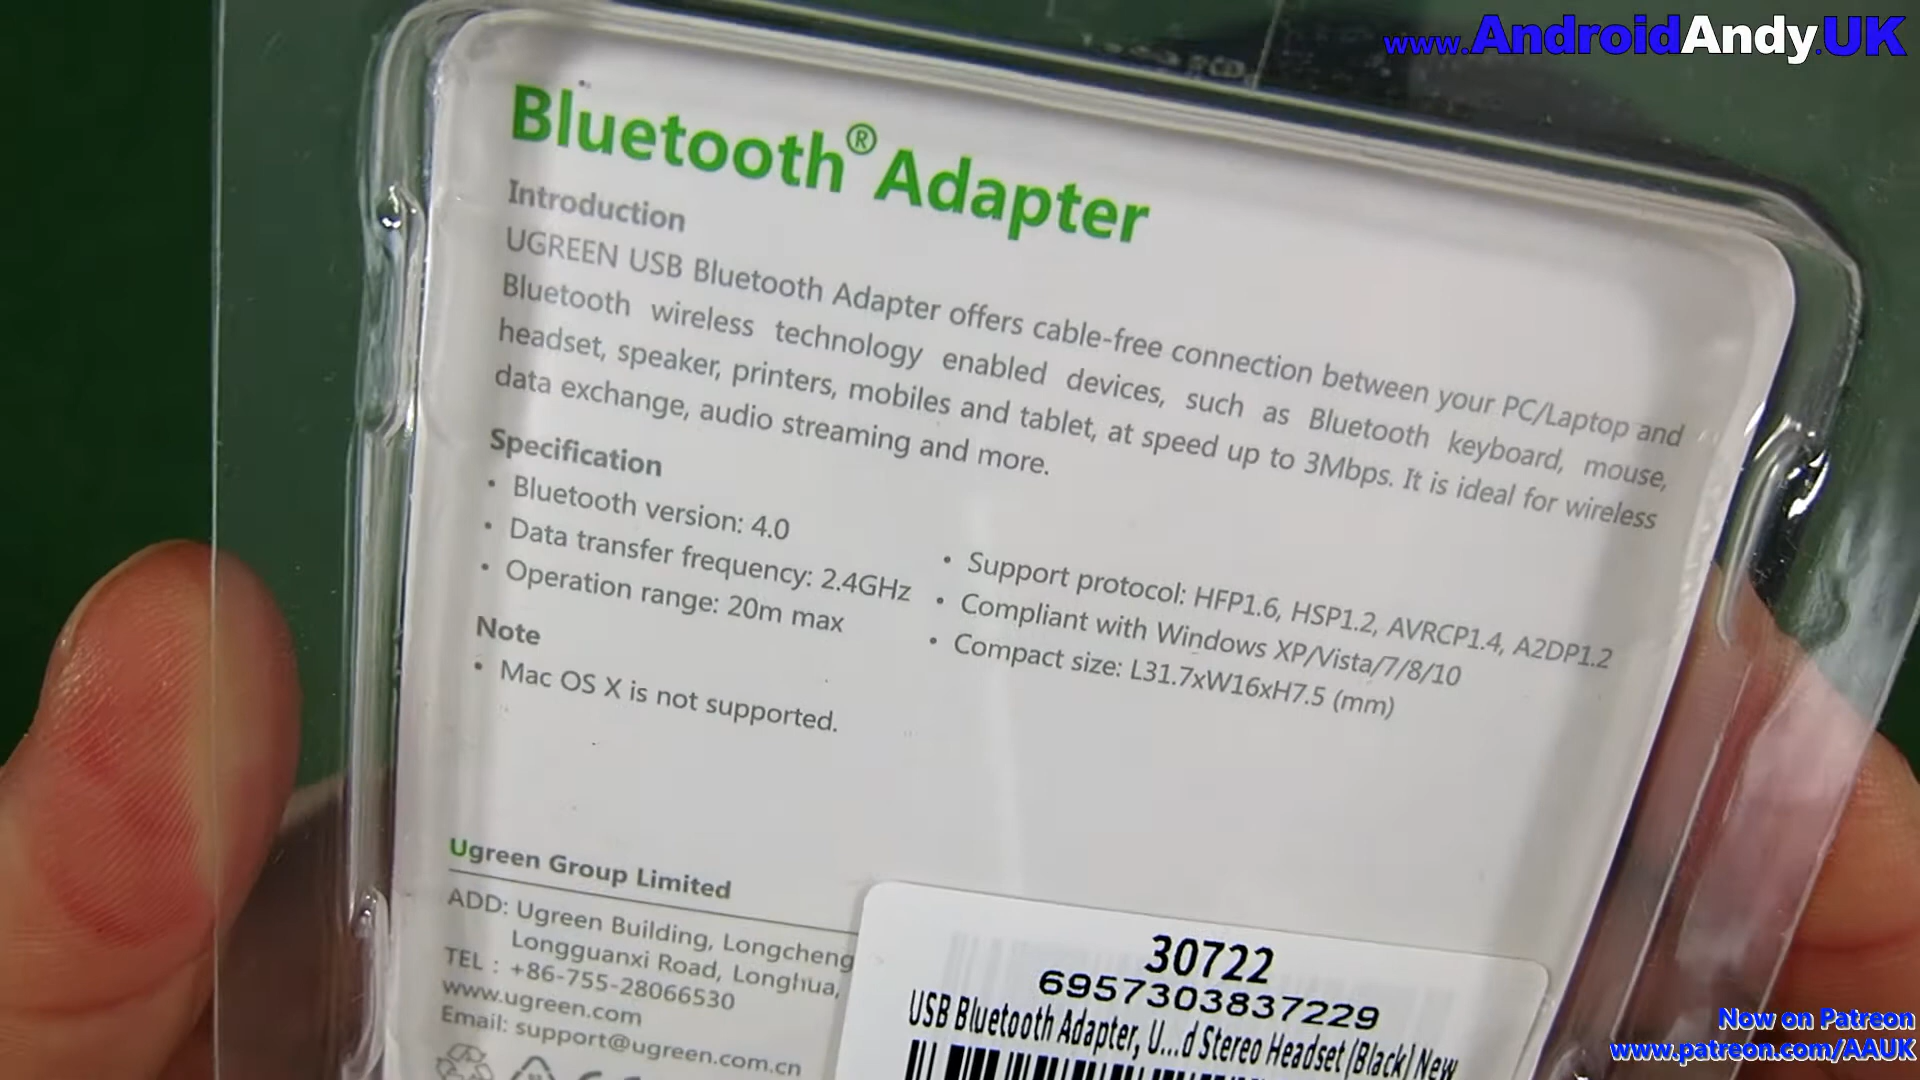 www.AndroidAndy.UK
Bluetooth® Adapter
Introduction
UGREEN USB Bluetooth Adapter offers cable-free connection between your PC/Laptop and
Bluetooth wireless technology enabled devices, such as Bluetooth keyboard, mouse,
headset, speaker, printers, mobiles and tablet, at speed up to 3Mbps. It is ideal for wireless
data exchange, audio streaming and more.
Specification
• Bluetooth version: 4.0
• Data transfer frequency: 2.4GHz
• Operation range: 20m max
• Support protocol: HFP1.6, HSP1.2, AVRCP1.4, A2DP1.2
• Compliant with Windows XP/Vista/7/8/10
• Compact size: L31.7xW16xH7.5 (mm)
Note
• Mac OS X is not supported.
Ugreen Group Limited
ADD: Ugreen Building, Longcheng
Longguanxi Road, Longhua,
TEL : +86-755-28066530
www.ugreen.com
Email: support@ugreen.com.cn
30722
6957303837229
USB Bluetooth Adapter, U...d Stereo Headset (Black) New
Now on Patreon
www.patreon.com/AAUK